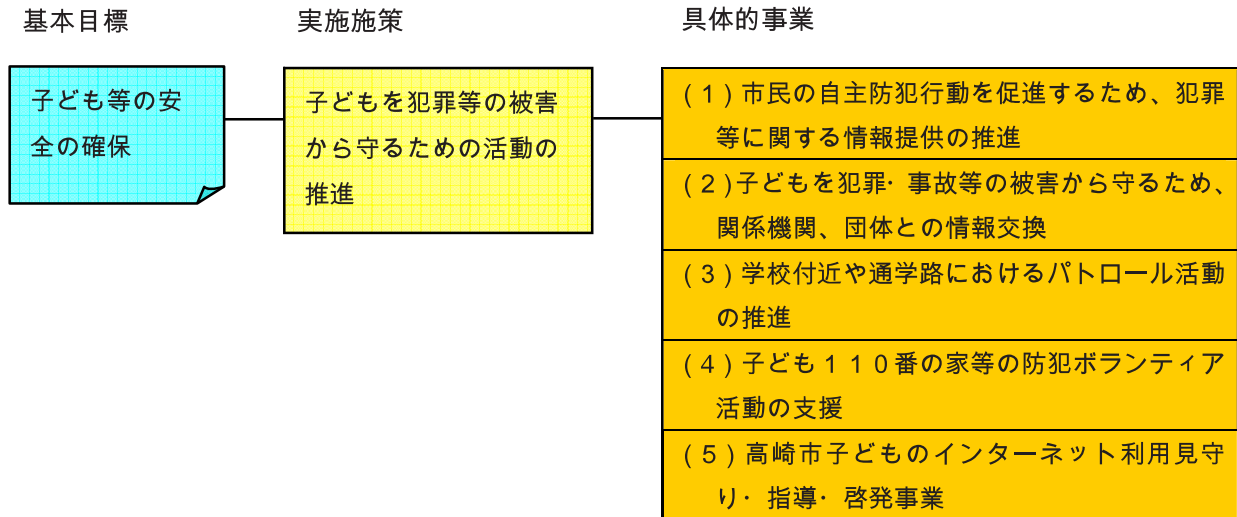 基本目標
実施施策
具体的事業
子ども等の安
全の確保
子どもを犯罪等の被害
から守るための活動の
推進
(1)市民の自主防犯行動を促進するため、犯罪
等に関する情報提供の推進
(2)子どもを犯罪・事故等の被害から守るため、
関係機関、団体との情報交換
(3)学校付近や通学路におけるパトロール活動
の推進
(4)子ども110番の家等の防犯ボランティア
活動の支援
(5)高崎市子どものインターネット利用見守
り・指導・啓発事業